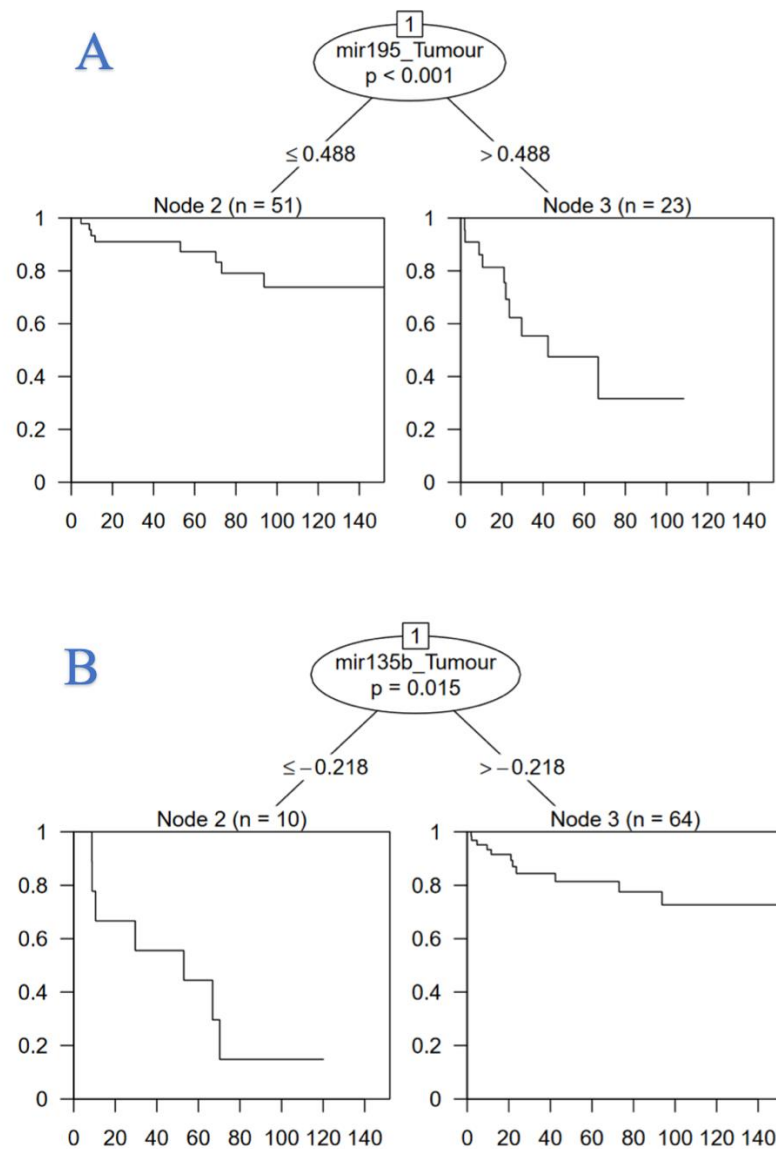 A
1
mir195_Tumour
p < 0.001
≤ 0.488
> 0.488
Node 2 (n = 51)
Node 3 (n = 23)
1
0.8
0.6
0.4
0.2
0
0 20 40 60 80 100 120 140
1
0.8
0.6
0.4
0.2
0
0 20 40 60 80 100 120 140
B
1
mir135b_Tumour
p = 0.015
≤ −0.218
> −0.218
Node 2 (n = 10)
Node 3 (n = 64)
1
0.8
0.6
0.4
0.2
0
0 20 40 60 80 100 120 140
1
0.8
0.6
0.4
0.2
0
0 20 40 60 80 100 120 140